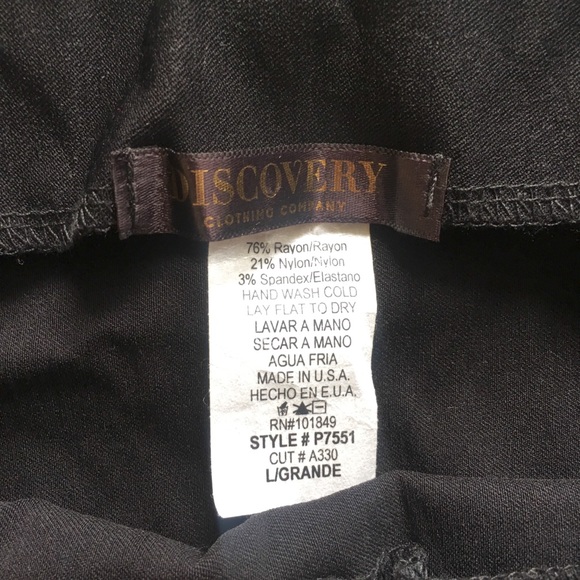 DISCOVERY
CLOTHING COMPANY
76% Rayon/Rayon
21% Nylon/Nylon
3% Spandex/Elastano
HAND WASH COLD
LAY FLAT TO DRY
LAVAR A MANO
SECAR A MANO
AGUA FRIA
MADE IN U.S.A.
HECHO EN E.U.A.
RN#101849
STYLE # P7551
CUT # A330
L/GRANDE